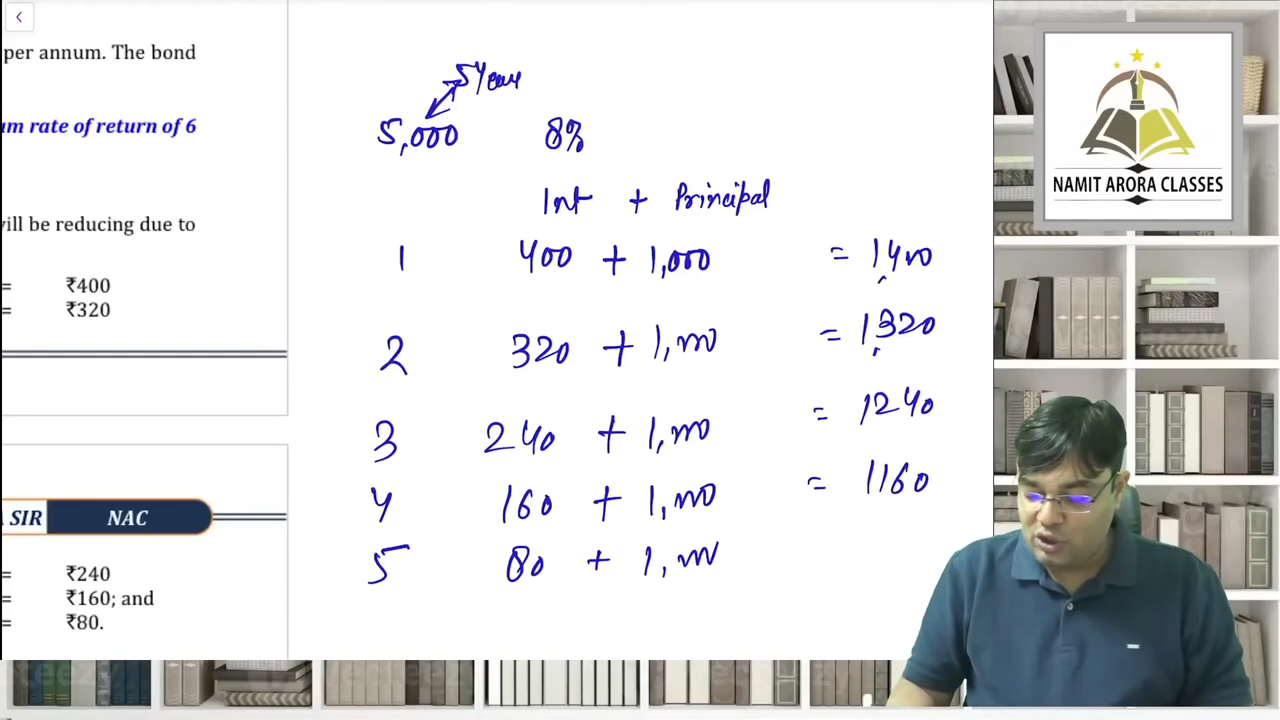 per annum. The bond
um rate of return of 6
will be reducing due to
= ₹400
= ₹320
SIR NAC
= ₹240
= ₹160; and
= ₹80.
5 Years
5,000 8%
Int + Principal
1 400 + 1,000 = 1,400
2 320 + 1,000 = 1,320
3 240 + 1,000 = 1240
4 160 + 1,000 = 1160
5 80 + 1,000
NAMIT ARORA CLASSES